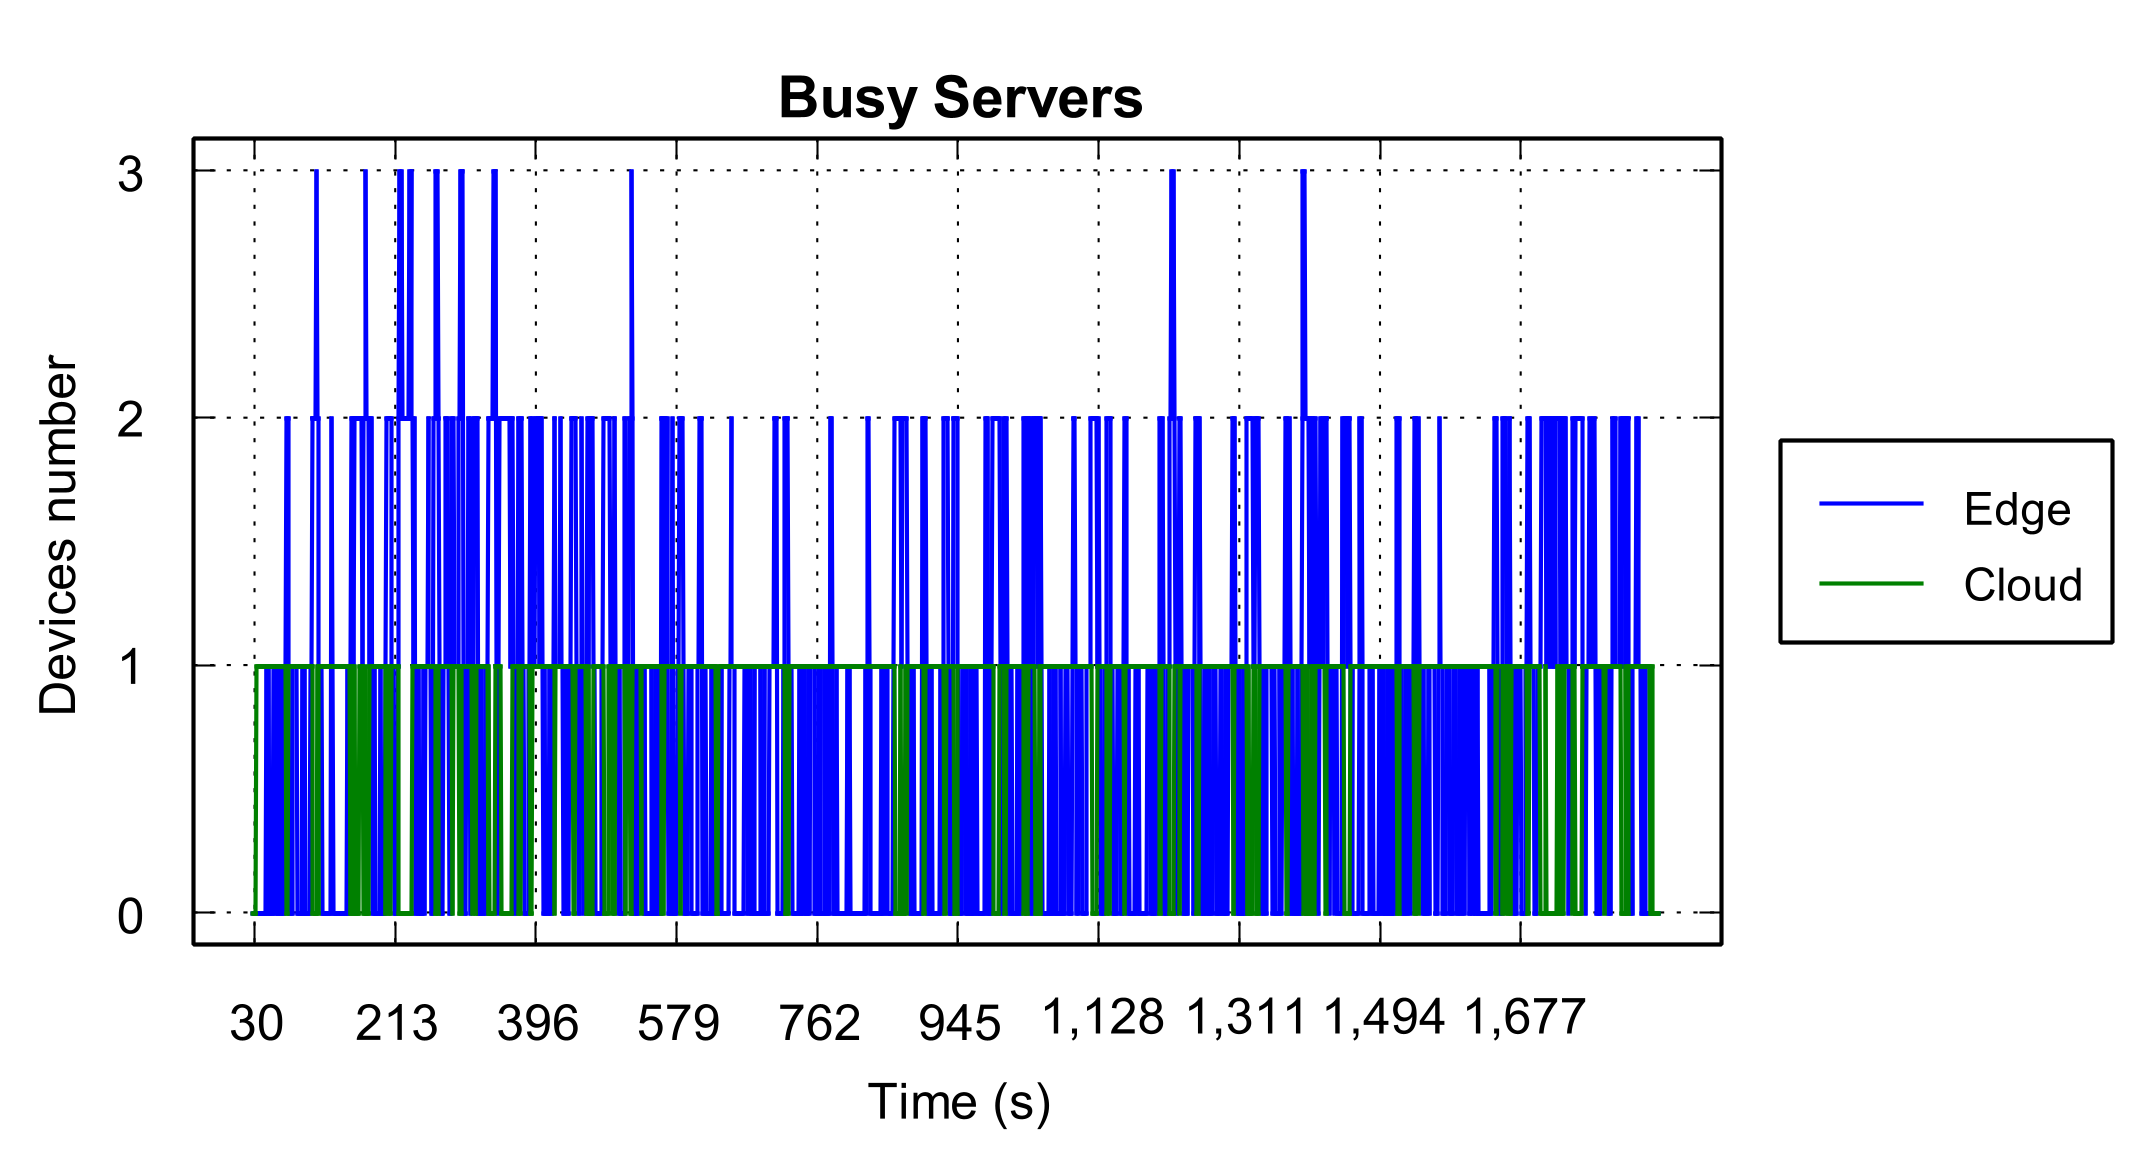 Busy Servers
3
2
1
0
Devices number
30 213 396 579 762 945 1,128 1,311 1,494 1,677
Time (s)
Edge
Cloud